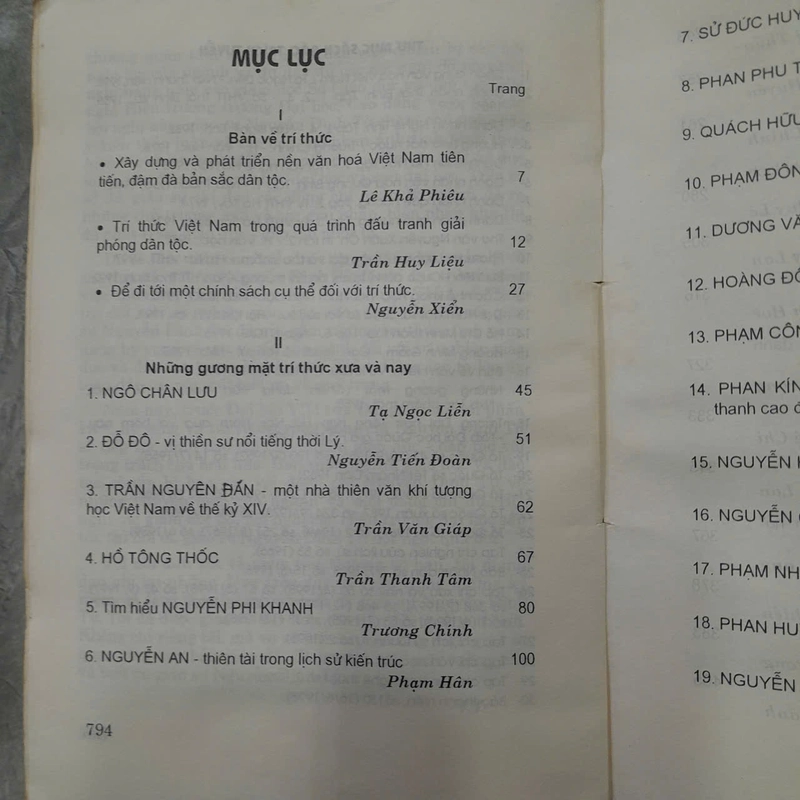 MỤC LỤC
Trang
I
Bàn về trí thức
• Xây dựng và phát triển nền văn hoá Việt Nam tiên
tiến, đậm đà bản sắc dân tộc. 7
Lê Khả Phiêu
• Trí thức Việt Nam trong quá trình đấu tranh giải
phóng dân tộc. 12
Trần Huy Liệu
• Để đi tới một chính sách cụ thể đối với trí thức. 27
Nguyễn Xiển
II
Những gương mặt trí thức xưa và nay
1. NGÔ CHÂN LƯU 45
Tạ Ngọc Liễn
2. ĐỖ ĐÔ - vị thiền sư nổi tiếng thời Lý. 51
Nguyễn Tiến Đoàn
3. TRẦN NGUYÊN ĐÁN - một nhà thiên văn khí tượng
học Việt Nam về thế kỷ XIV. 62
Trần Văn Giáp
4. HỒ TÔNG THỐC 67
Trần Thanh Tâm
5. Tìm hiểu NGUYỄN PHI KHANH 80
Trương Chính
6. NGUYỄN AN - thiên tài trong lịch sử kiến trúc 100
Phạm Hân
794
7. SỬ ĐỨC HUY
8. PHAN PHU
9. QUÁCH HỮU
10. PHẠM ĐÔN
11. DƯƠNG VĂ
12. HOÀNG
13. PHẠM CÔN
14. PHAN KÍN
thanh cao
15. NGUYỄN
16. NGUYỄN
17. PHẠM NH
18. PHAN HU
19. NGUYỄN